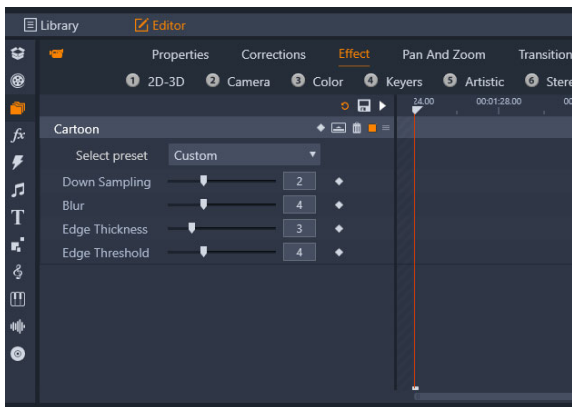 Library Editor
Properties Corrections Effect Pan And Zoom Transition
1 2D-3D 2 Camera 3 Color 4 Keyers 5 Artistic 6 Stere
24.00 00:01:28.00 00
Cartoon
fx
Select preset Custom
Down Sampling 2
Blur 4
T
Edge Thickness 3
Edge Threshold 4